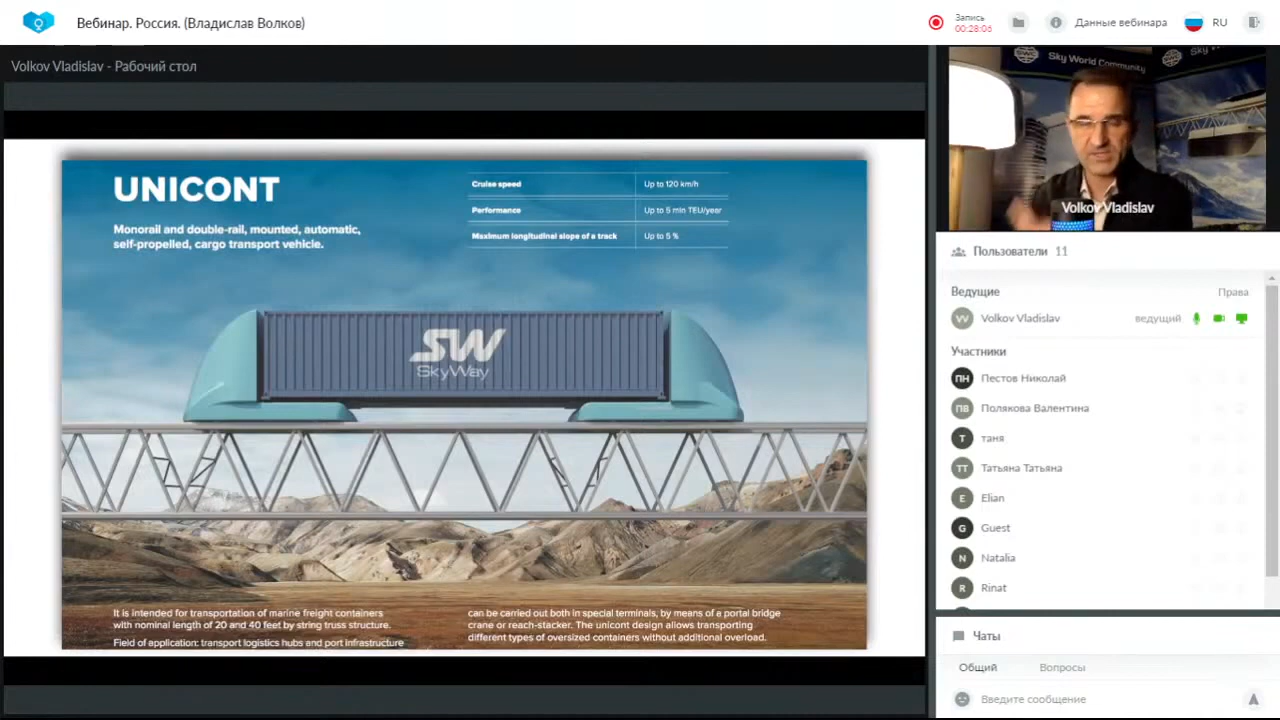 Вебинар. Россия. (Владислав Волков)
Запись
00:28:06
Данные вебинара
RU
Volkov Vladislav - Рабочий стол
UNICONT
Monorail and double-rail, mounted, automatic,
self-propelled, cargo transport vehicle.
Cruise speed Up to 120 km/h
Performance Up to 5 mln TEU/year
Maximum longitudinal slope of a track Up to 5 %
SW
SkyWay
It is intended for transportation of marine freight containers
with nominal length of 20 and 40 feet by string truss structure.
Field of application: transport logistics hubs and port infrastructure
can be carried out both in special terminals, by means of a portal bridge
crane or reach-stacker. The unicont design allows transporting
different types of oversized containers without additional overload.
Sky World Community
Sky W
Volkov Vladislav
Пользователи 11
Ведущие Права
VV Volkov Vladislav ведущий
Участники
ПН Пестов Николай
ПВ Полякова Валентина
Т таня
ТТ Татьяна Татьяна
E Elian
G Guest
N Natalia
R Rinat
Чаты
Общий Вопросы
Введите сообщение